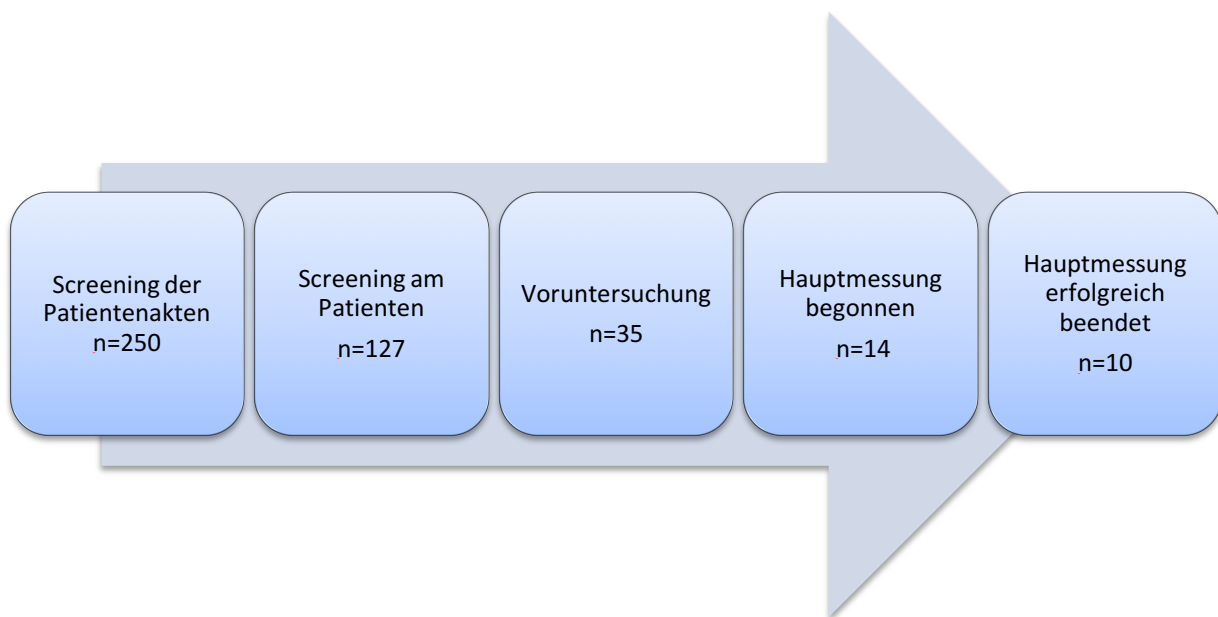 Screening der
Patientenakten
n=250
Screening am
Patienten
n=127
Voruntersuchung
n=35
Hauptmessung
begonnen
n=14
Hauptmessung
erfolgreich
beendet
n=10